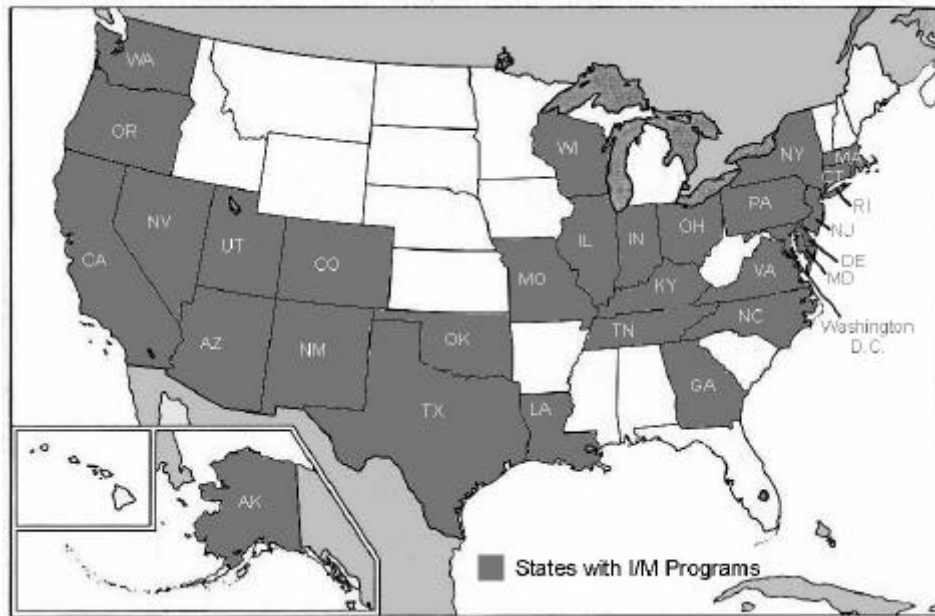 WA
OR
WI
NY
MA
CT
RI
PA
NJ
NV
UT
IL
IN
OH
DE
MD
CA
CO
MO
KY
VA
AZ
NM
OK
TN
NC
Washington
D.C.
TX
LA
GA
AK
States with I/M Programs